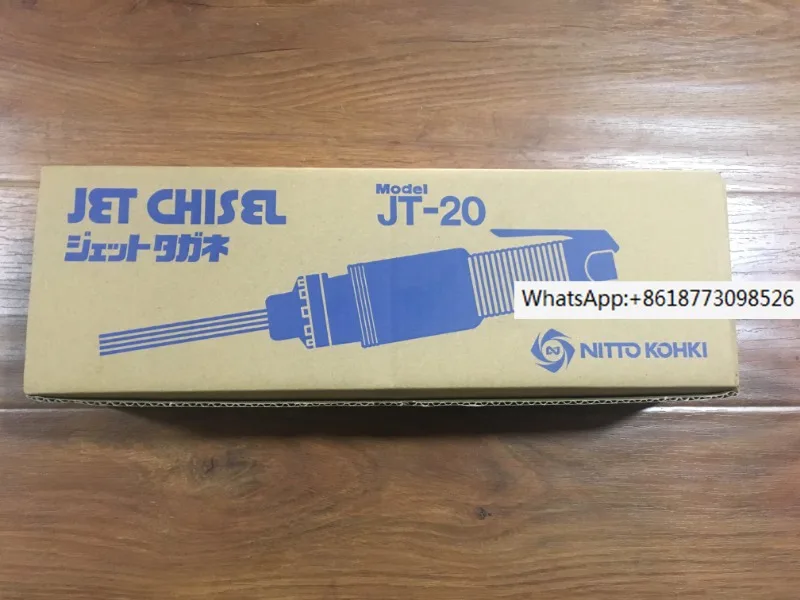 JET CHISEL
ジェットタガネ
Model
JT-20
WhatsApp:+8618773098526
NITTO KOHKI